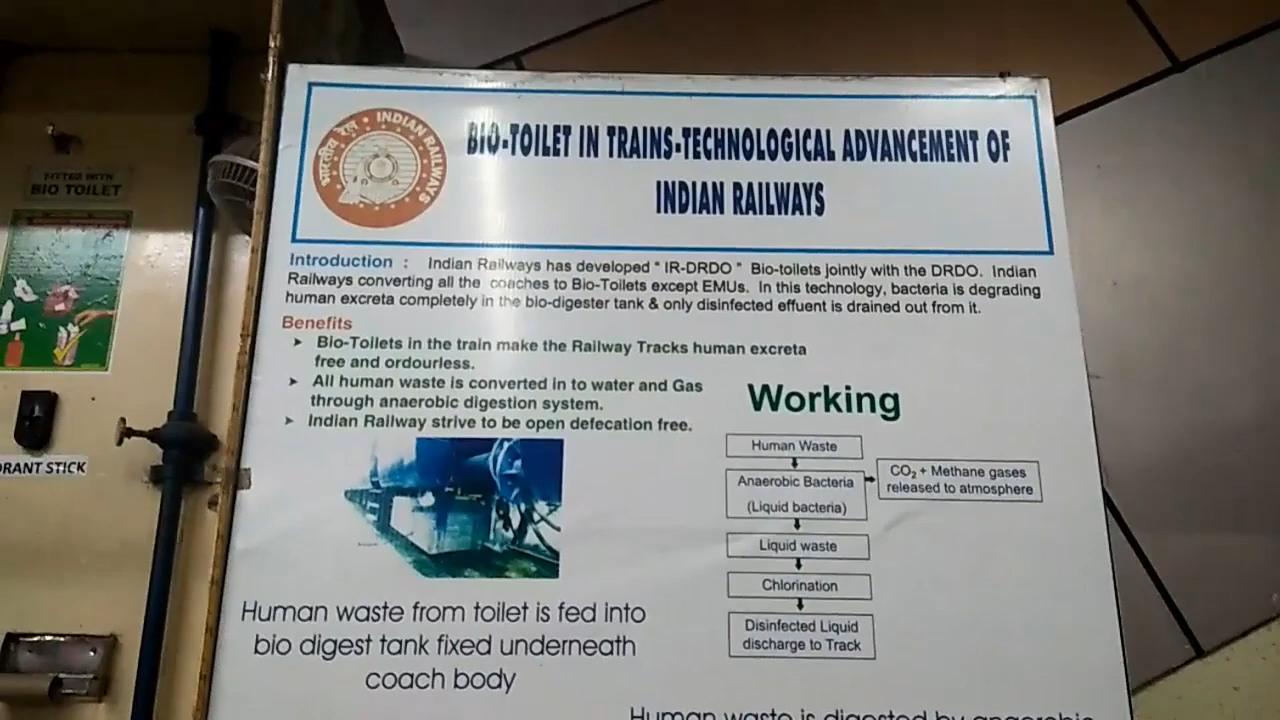 भारतीय रेल • INDIAN RAILWAYS
BIO-TOILET IN TRAINS-TECHNOLOGICAL ADVANCEMENT OF
INDIAN RAILWAYS
FITTED WITH
BIO TOILET
Introduction : Indian Railways has developed " IR-DRDO " Bio-toilets jointly with the DRDO. Indian
Railways converting all the coaches to Bio-Toilets except EMUs. In this technology, bacteria is degrading
human excreta completely in the bio-digester tank & only disinfected effluent is drained out from it.
Benefits
➤ Bio-Toilets in the train make the Railway Tracks human excreta
free and ordourless.
➤ All human waste is converted in to water and Gas
through anaerobic digestion system.
➤ Indian Railway strive to be open defecation free.
Working
Human Waste
Anaerobic Bacteria
(Liquid bacteria)
CO₂ + Methane gases
released to atmosphere
Liquid waste
Chlorination
Disinfected Liquid
discharge to Track
RANT STICK
Human waste from toilet is fed into
bio digest tank fixed underneath
coach body
Human waste is digested by anaerobic